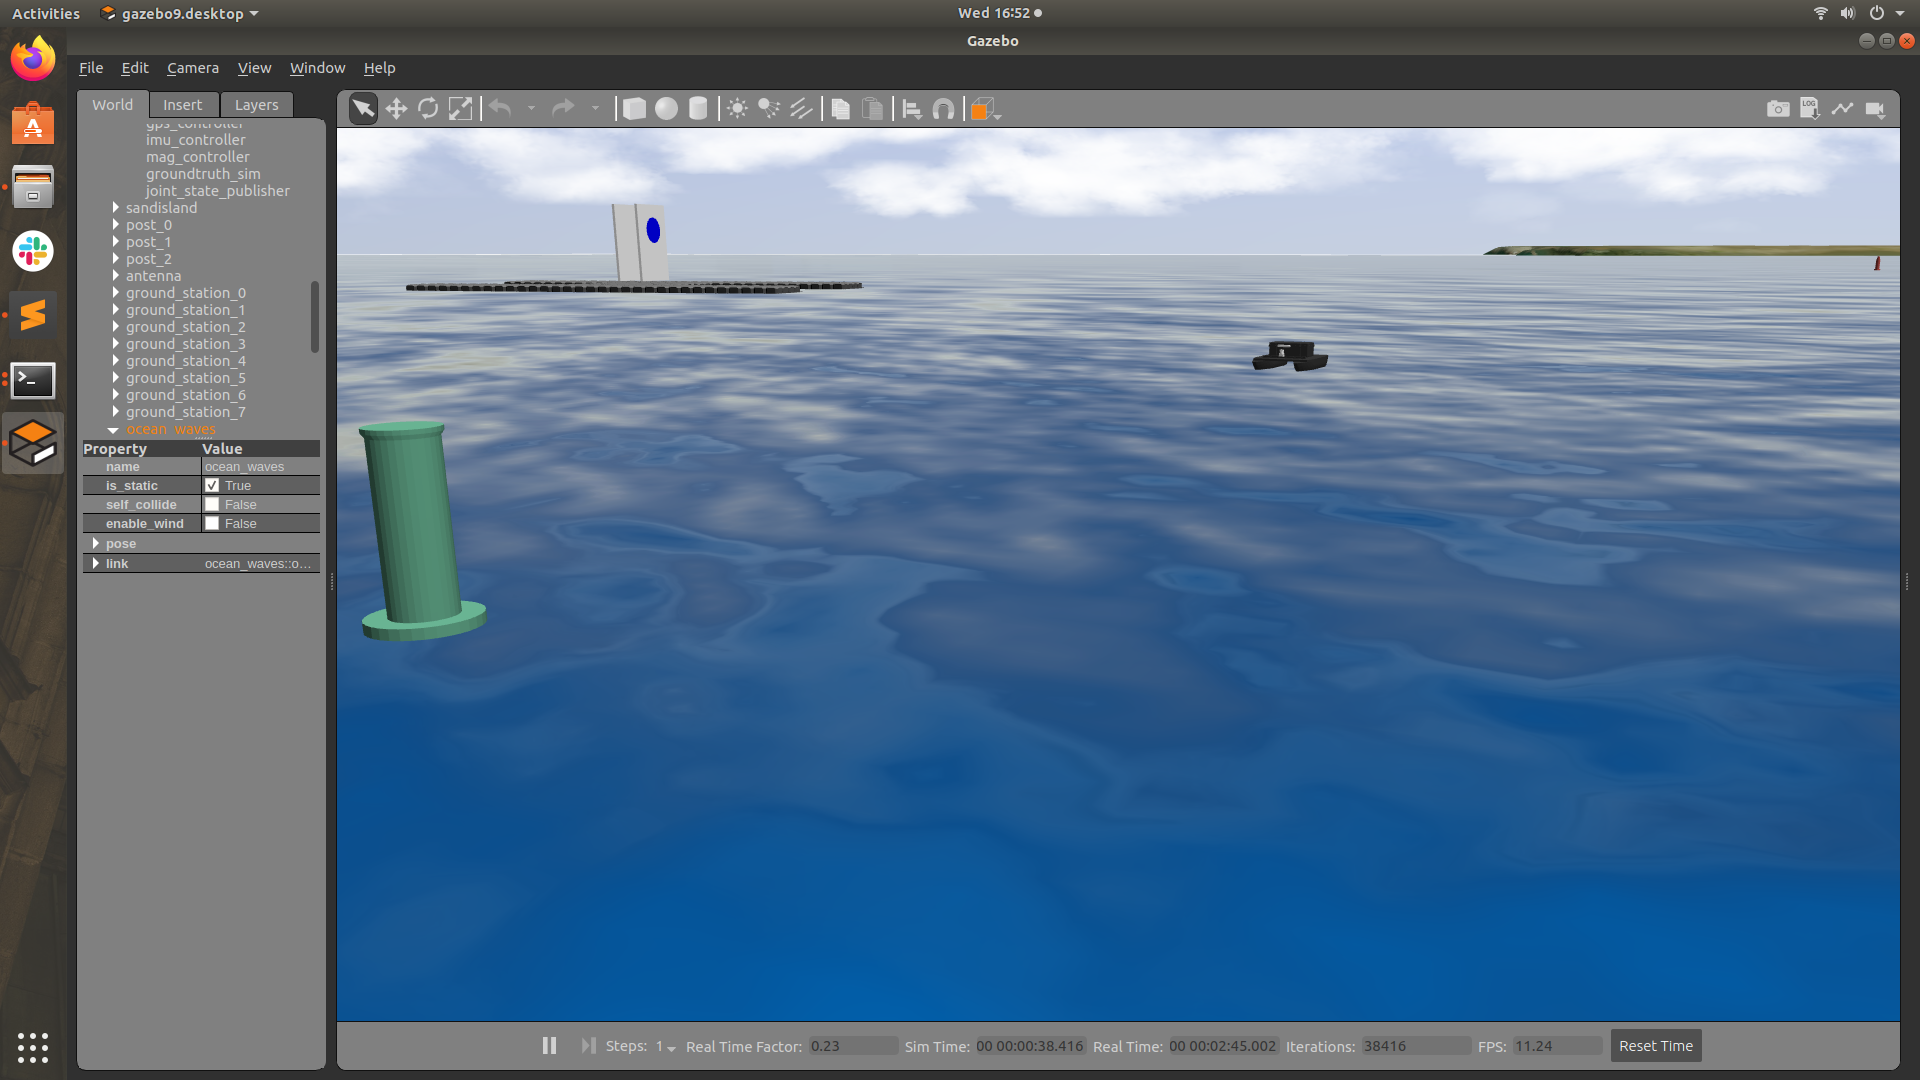 Activities
gazebo9.desktop
Wed 16:52
Gazebo
File Edit Camera View Window Help
World Insert Layers
gps_controller
imu_controller
mag_controller
groundtruth_sim
joint_state_publisher
sandisland
post_0
post_1
post_2
antenna
ground_station_0
ground_station_1
ground_station_2
ground_station_3
ground_station_4
ground_station_5
ground_station_6
ground_station_7
ocean_waves
Property Value
name ocean_waves
is_static True
self_collide False
enable_wind False
pose
link ocean_waves::o...
LOG
Steps: 1 Real Time Factor: 0.23 Sim Time: 00 00:00:38.416 Real Time: 00 00:02:45.002 Iterations: 38416 FPS: 11.24 Reset Time